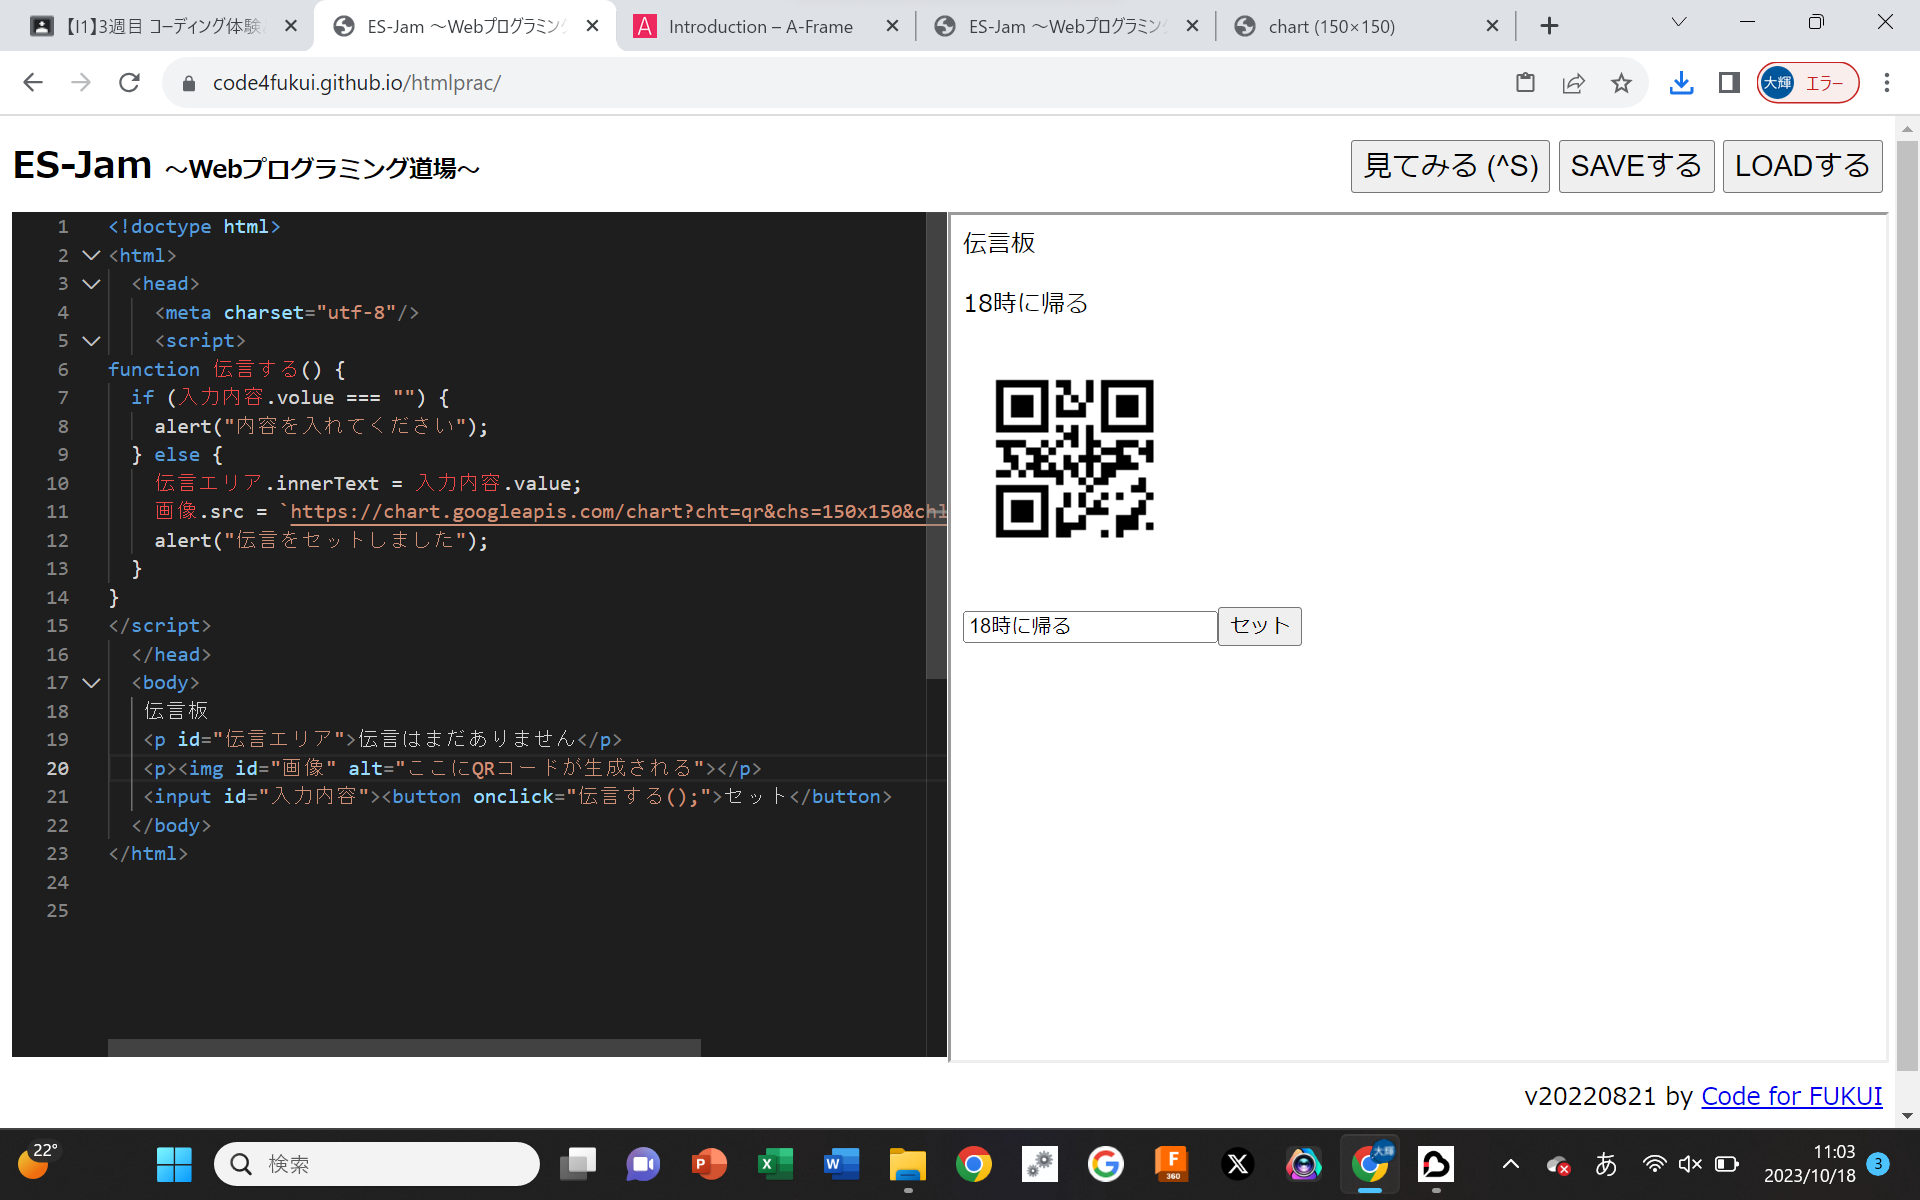 【I1】3週目 コーディング体験
ES-Jam ～Webプログラミン
Introduction – A-Frame
ES-Jam ～Webプログラミン
chart (150×150)
code4fukui.github.io/htmlprac/
大輝 エラー
ES-Jam ～Webプログラミング道場～
見てみる (^S)
SAVEする
LOADする
1 <!doctype html>
2 <html>
3 <head>
4 <meta charset="utf-8"/>
5 <script>
6 function 伝言する() {
7 if (入力内容.volue === "") {
8 alert("内容を入れてください");
9 } else {
10 伝言エリア.innerText = 入力内容.value;
11 画像.src = `https://chart.googleapis.com/chart?cht=qr&chs=150x150&chl
12 alert("伝言をセットしました");
13 }
14 }
15 </script>
16 </head>
17 <body>
18 伝言板
19 <p id="伝言エリア">伝言はまだありません</p>
20 <p><img id="画像" alt="ここにQRコードが生成される"></p>
21 <input id="入力内容"><button onclick="伝言する();">セット</button>
22 </body>
23 </html>
24
25
伝言板
18時に帰る
18時に帰る
セット
v20220821 by Code for FUKUI
22°
検索
F
360
大輝
あ
11:03
2023/10/18
3